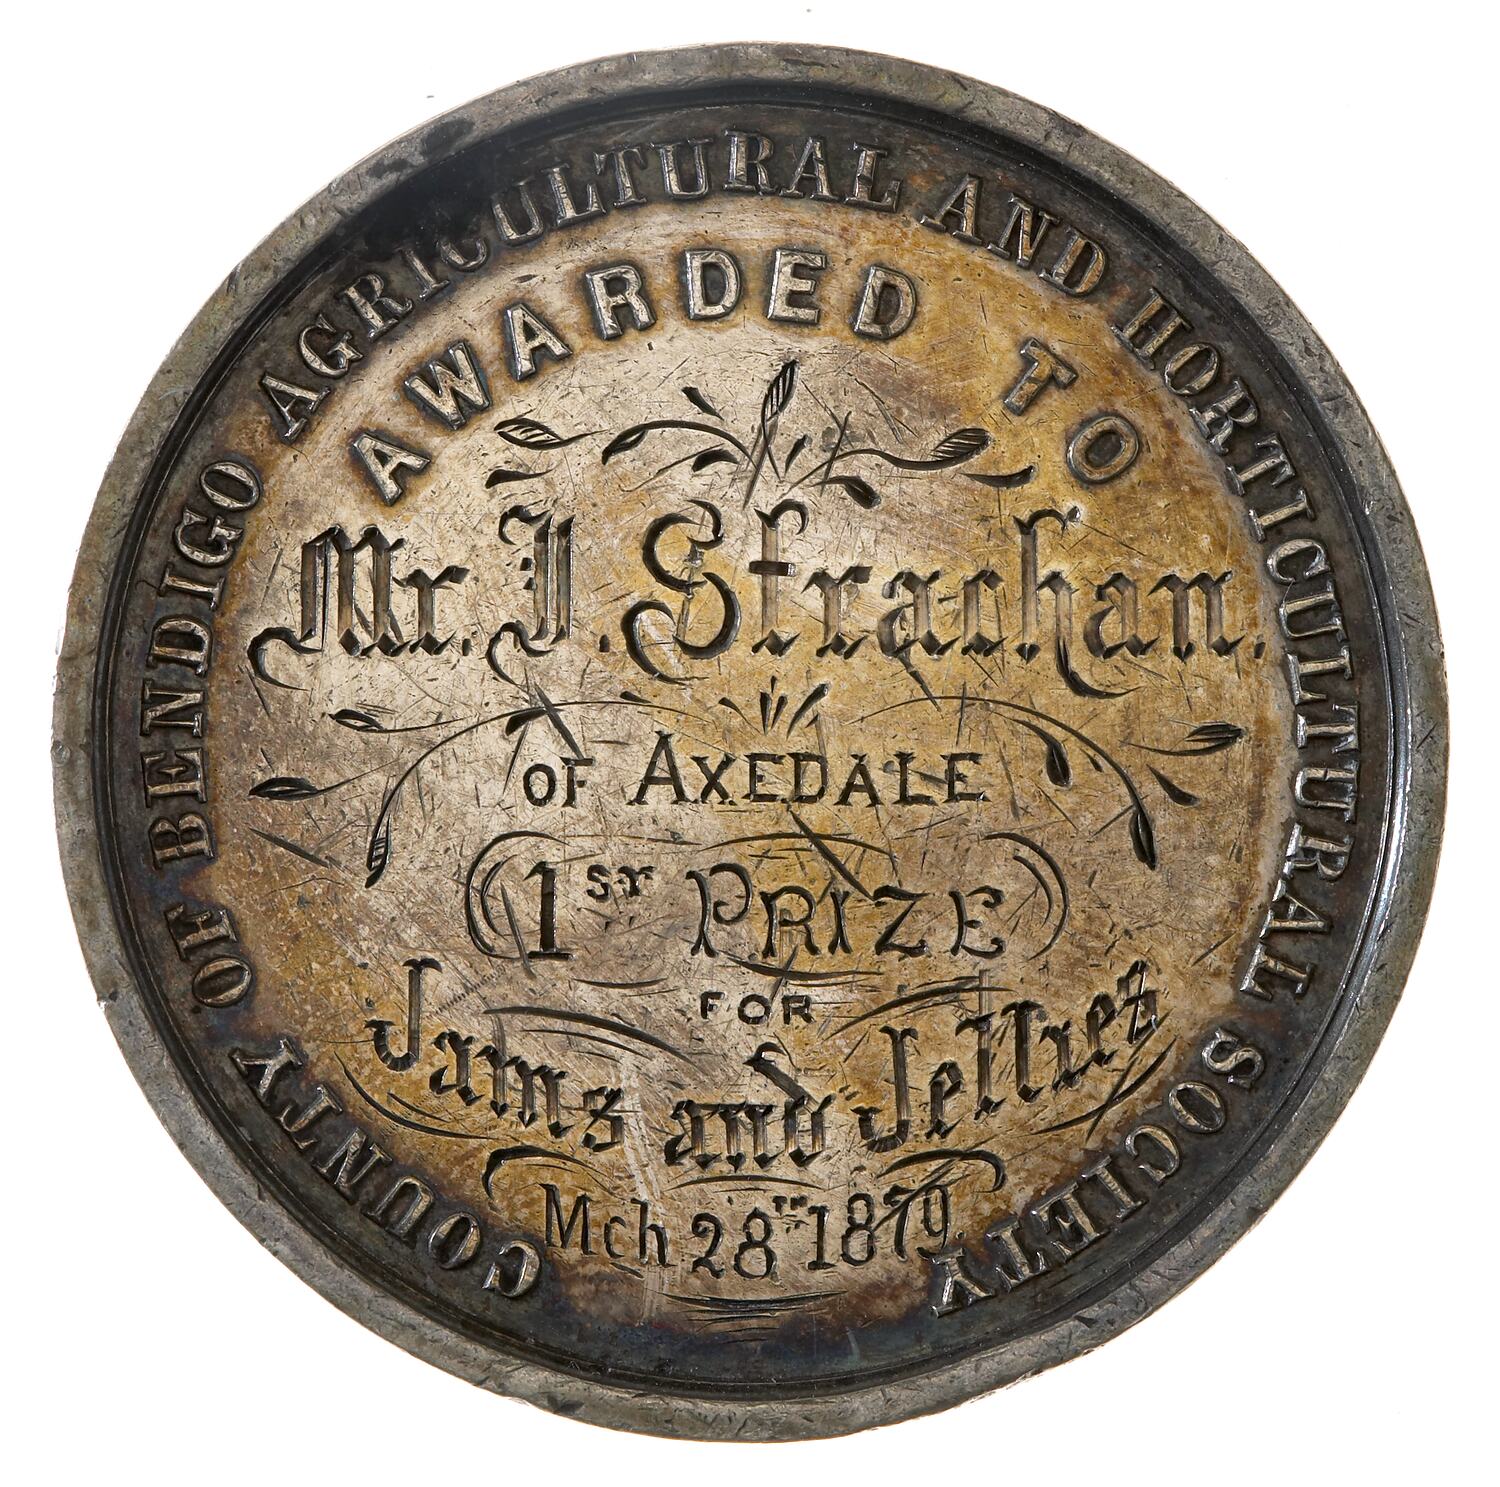 COUNTY OF BENDIGO AGRICULTURAL AND HORTICULTURAL SOCIETY
AWARDED TO
Mr. J. Strachan.
OF AXEDALE
1ST PRIZE
FOR
Jams and Jellies
Mch 28TH 1879.